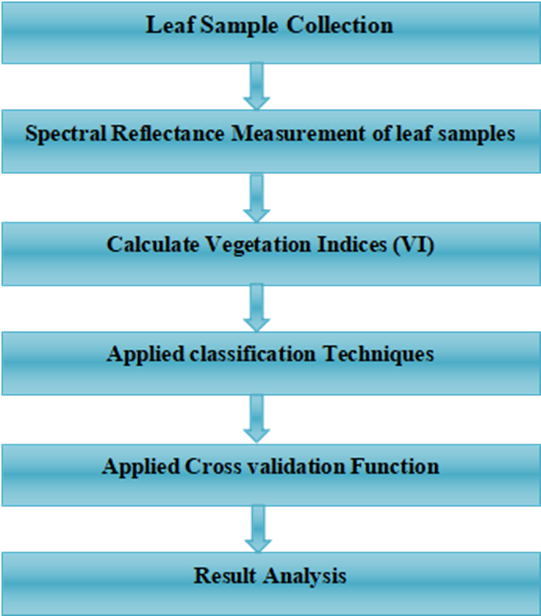 Leaf Sample Collection
Spectral Reflectance Measurement of leaf samples
Calculate Vegetation Indices (VI)
Applied classification Techniques
Applied Cross validation Function
Result Analysis